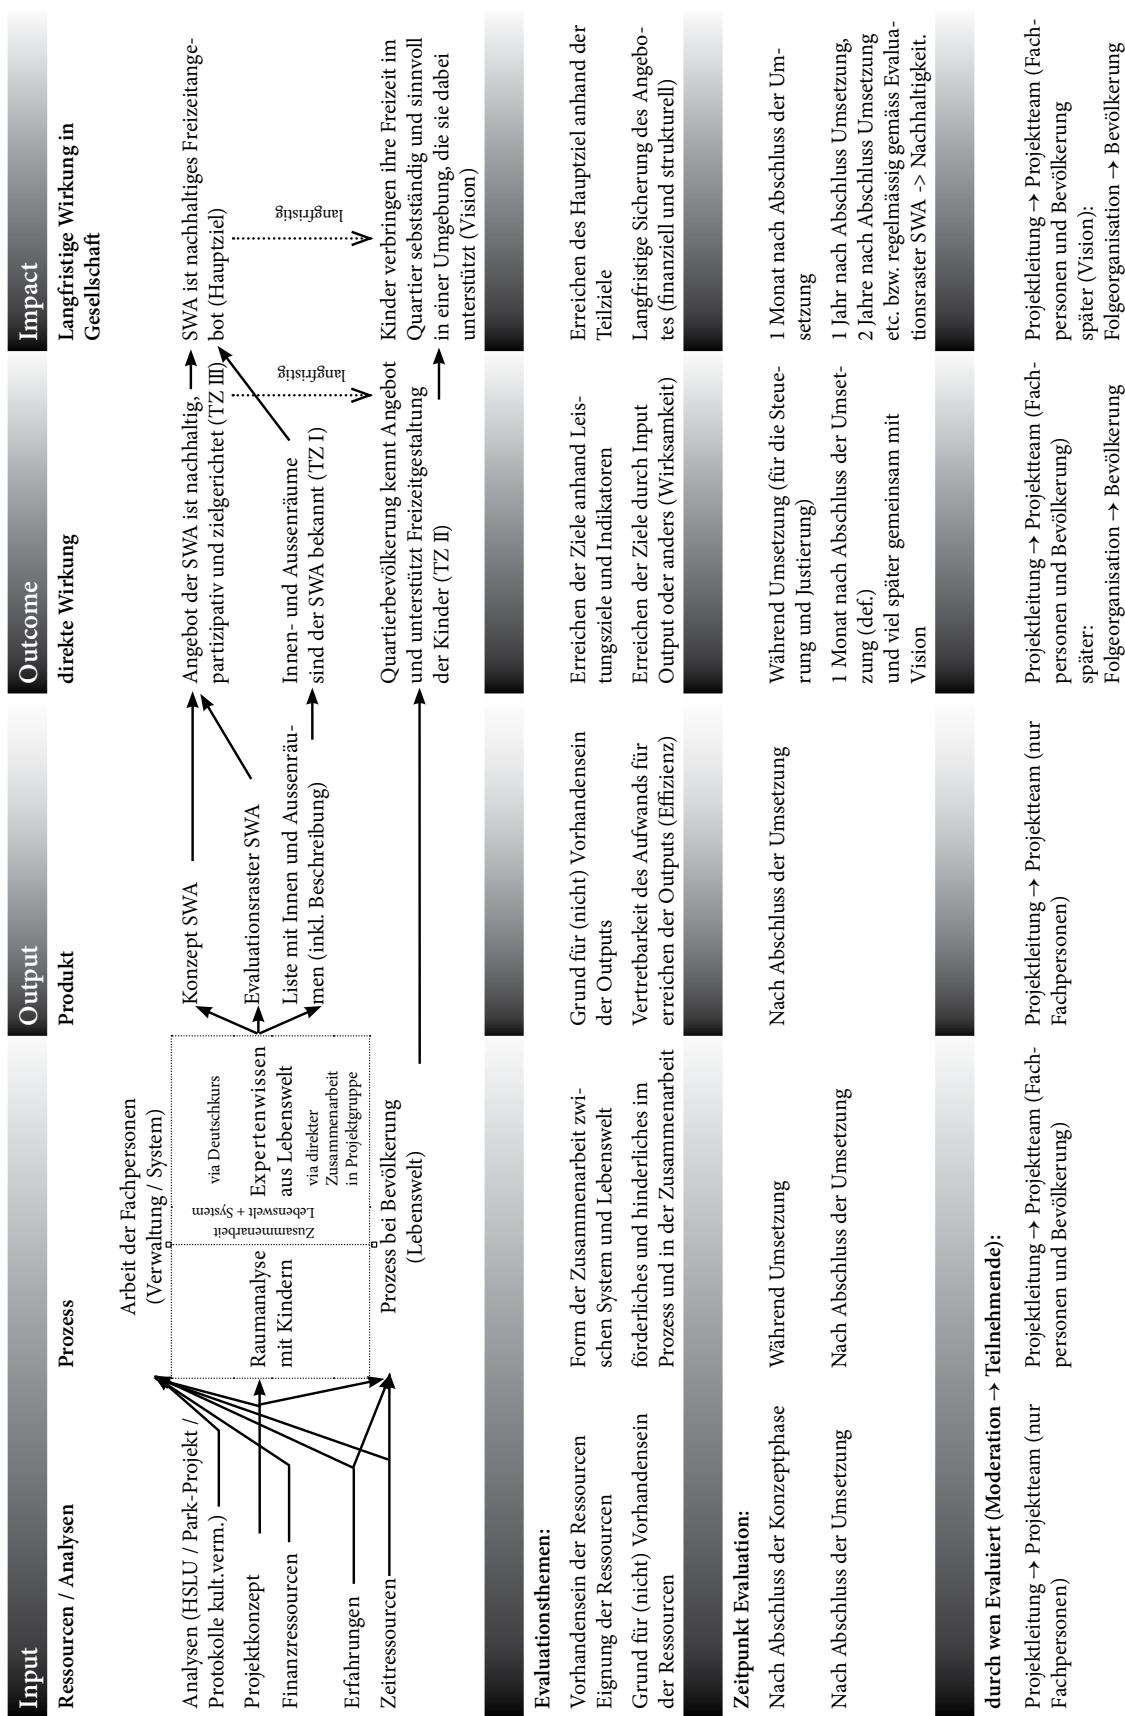 Input
Output
Outcome
Impact
Ressourcen / Analysen
Prozess
Produkt
direkte Wirkung
Langfristige Wirkung in
Gesellschaft
Analysen (HSLU / Park-Projekt /
Protokolle kult.verm.)
Projektkonzept
Finanzressourcen
Erfahrungen
Zeitressourcen
Arbeit der Fachpersonen
(Verwaltung / System)
Raumanalyse
mit Kindern
Zusammenarbeit
Lebenswelt + System
via Deutschkurs
Expertenwissen
aus Lebenswelt
via direkter
Zusammenarbeit
in Projektgruppe
Prozess bei Bevölkerung
(Lebenswelt)
Konzept SWA
Evaluationsraster SWA
Liste mit Innen und Aussenräu-
men (inkl. Beschreibung)
Angebot der SWA ist nachhaltig,
partizipativ und zielgerichtet (TZ III)
Innen- und Aussenräume
sind der SWA bekannt (TZ I)
langfristig
Quartierbevölkerung kennt Angebot
und unterstützt Freizeitgestaltung
der Kinder (TZ II)
SWA ist nachhaltiges Freizeitange-
bot (Hauptziel)
langfristig
Kinder verbringen ihre Freizeit im
Quartier sebstständig und sinnvoll
in einer Umgebung, die sie dabei
unterstützt (Vision)
Evaluationsthemen:
Vorhandensein der Ressourcen
Eignung der Ressourcen
Grund für (nicht) Vorhandensein
der Ressourcen
Form der Zusammenarbeit zwi-
schen System und Lebenswelt
förderliches und hinderliches im
Prozess und in der Zusammenarbeit
Grund für (nicht) Vorhandensein
der Outputs
Vertretbarkeit des Aufwands für
erreichen der Outputs (Effizienz)
Erreichen der Ziele anhand Leis-
tungsziele und Indikatoren
Erreichen der Ziele durch Input
Output oder anders (Wirksamkeit)
Erreichen des Hauptziel anhand der
Teilziele
Langfristige Sicherung des Angebo-
tes (finanziell und strukturell)
Zeitpunkt Evaluation:
Nach Abschluss der Konzeptphase
Nach Abschluss der Umsetzung
Während Umsetzung
Nach Abschluss der Umsetzung
Nach Abschluss der Umsetzung
Während Umsetzung (für die Steue-
rung und Justierung)
1 Monat nach Abschluss der Umset-
zung (def.)
und viel später gemeinsam mit
Vision
1 Monat nach Abschluss der Um-
setzung
1 Jahr nach Abschluss Umsetzung,
2 Jahre nach Abschluss Umsetzung
etc. bzw. regelmässig gemäss Evalua-
tionsraster SWA -> Nachhaltigkeit.
durch wen Evaluiert (Moderation → Teilnehmende):
Projektleitung → Projektteam (nur
Fachpersonen)
Projektleitung → Projektteam (Fach-
personen und Bevölkerung)
Projektleitung → Projektteam (nur
Fachpersonen)
Projektleitung → Projektteam (Fach-
personen und Bevölkerung)
später:
Folgeorganisation → Bevölkerung
Projektleitung → Projektteam (Fach-
personen und Bevölkerung
später (Vision):
Folgeorganisation → Bevölkerung